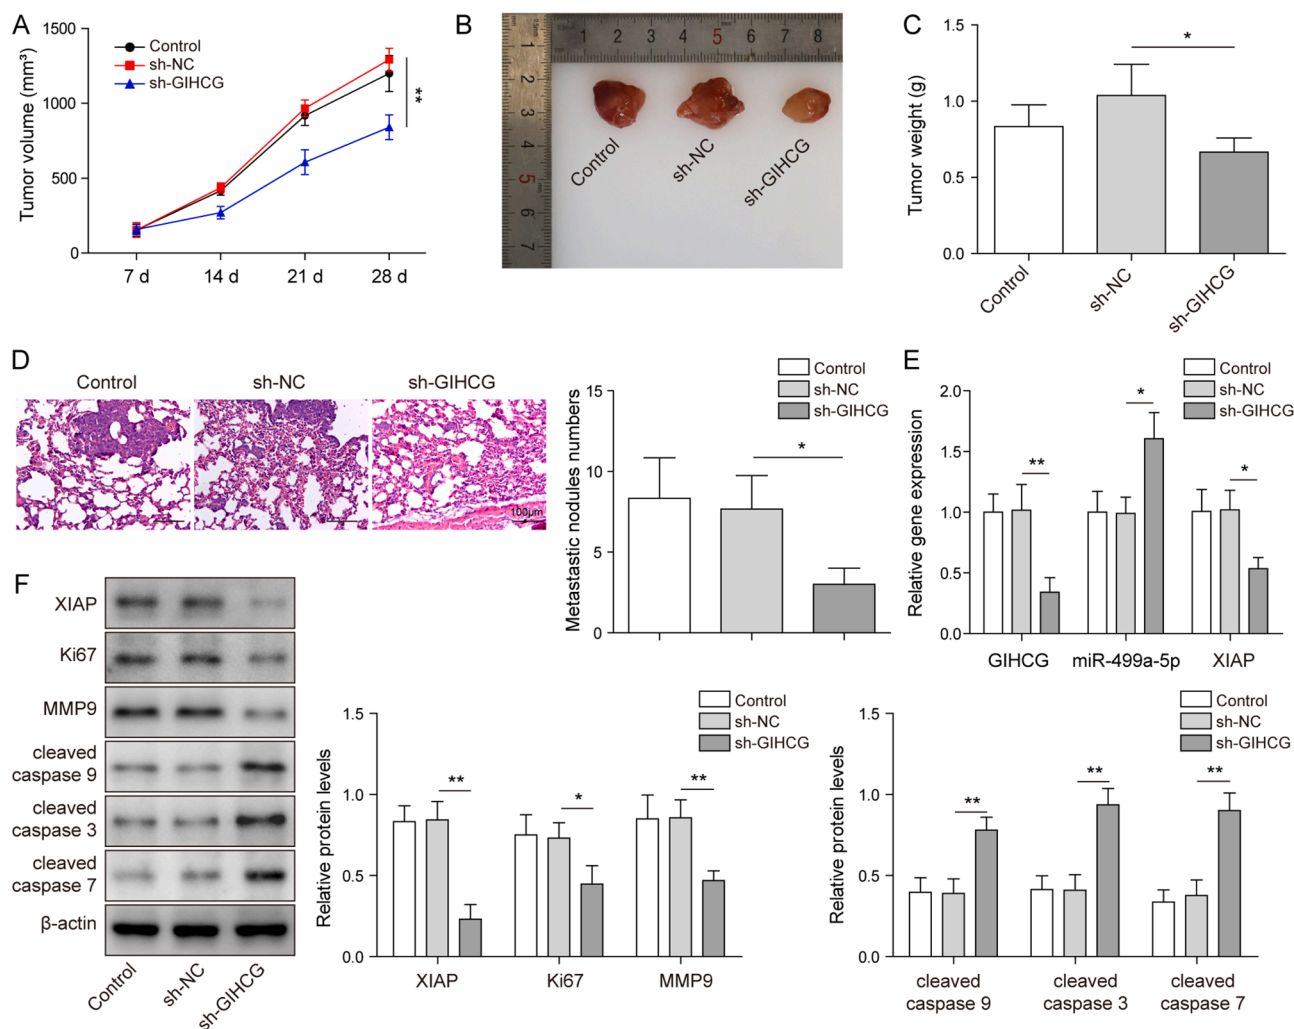 A
Tumor volume (mm³)
1500
1000
500
0
7 d
14 d
21 d
28 d
Control
sh-NC
sh-GIHCG
**
B
1 2 3 4 5 6 7 8
1
2
3
4
5
6
7
Control
sh-NC
sh-GIHCG
C
Tumor weight (g)
1.5
1.0
0.5
0.0
*
Control
sh-NC
sh-GIHCG
D
Control
sh-NC
sh-GIHCG
100μm
Metastastic nodules numbers
15
10
5
0
Control
sh-NC
sh-GIHCG
*
E
Relative gene expression
2.0
1.5
1.0
0.5
0.0
Control
sh-NC
sh-GIHCG
**
*
*
GIHCG
miR-499a-5p
XIAP
F
XIAP
Ki67
MMP9
cleaved
caspase 9
cleaved
caspase 3
cleaved
caspase 7
β-actin
Control
sh-NC
sh-GIHCG
Relative protein levels
1.5
1.0
0.5
0.0
Control
sh-NC
sh-GIHCG
**
*
**
XIAP
Ki67
MMP9
Relative protein levels
1.5
1.0
0.5
0.0
Control
sh-NC
sh-GIHCG
**
**
**
cleaved
caspase 9
cleaved
caspase 3
cleaved
caspase 7